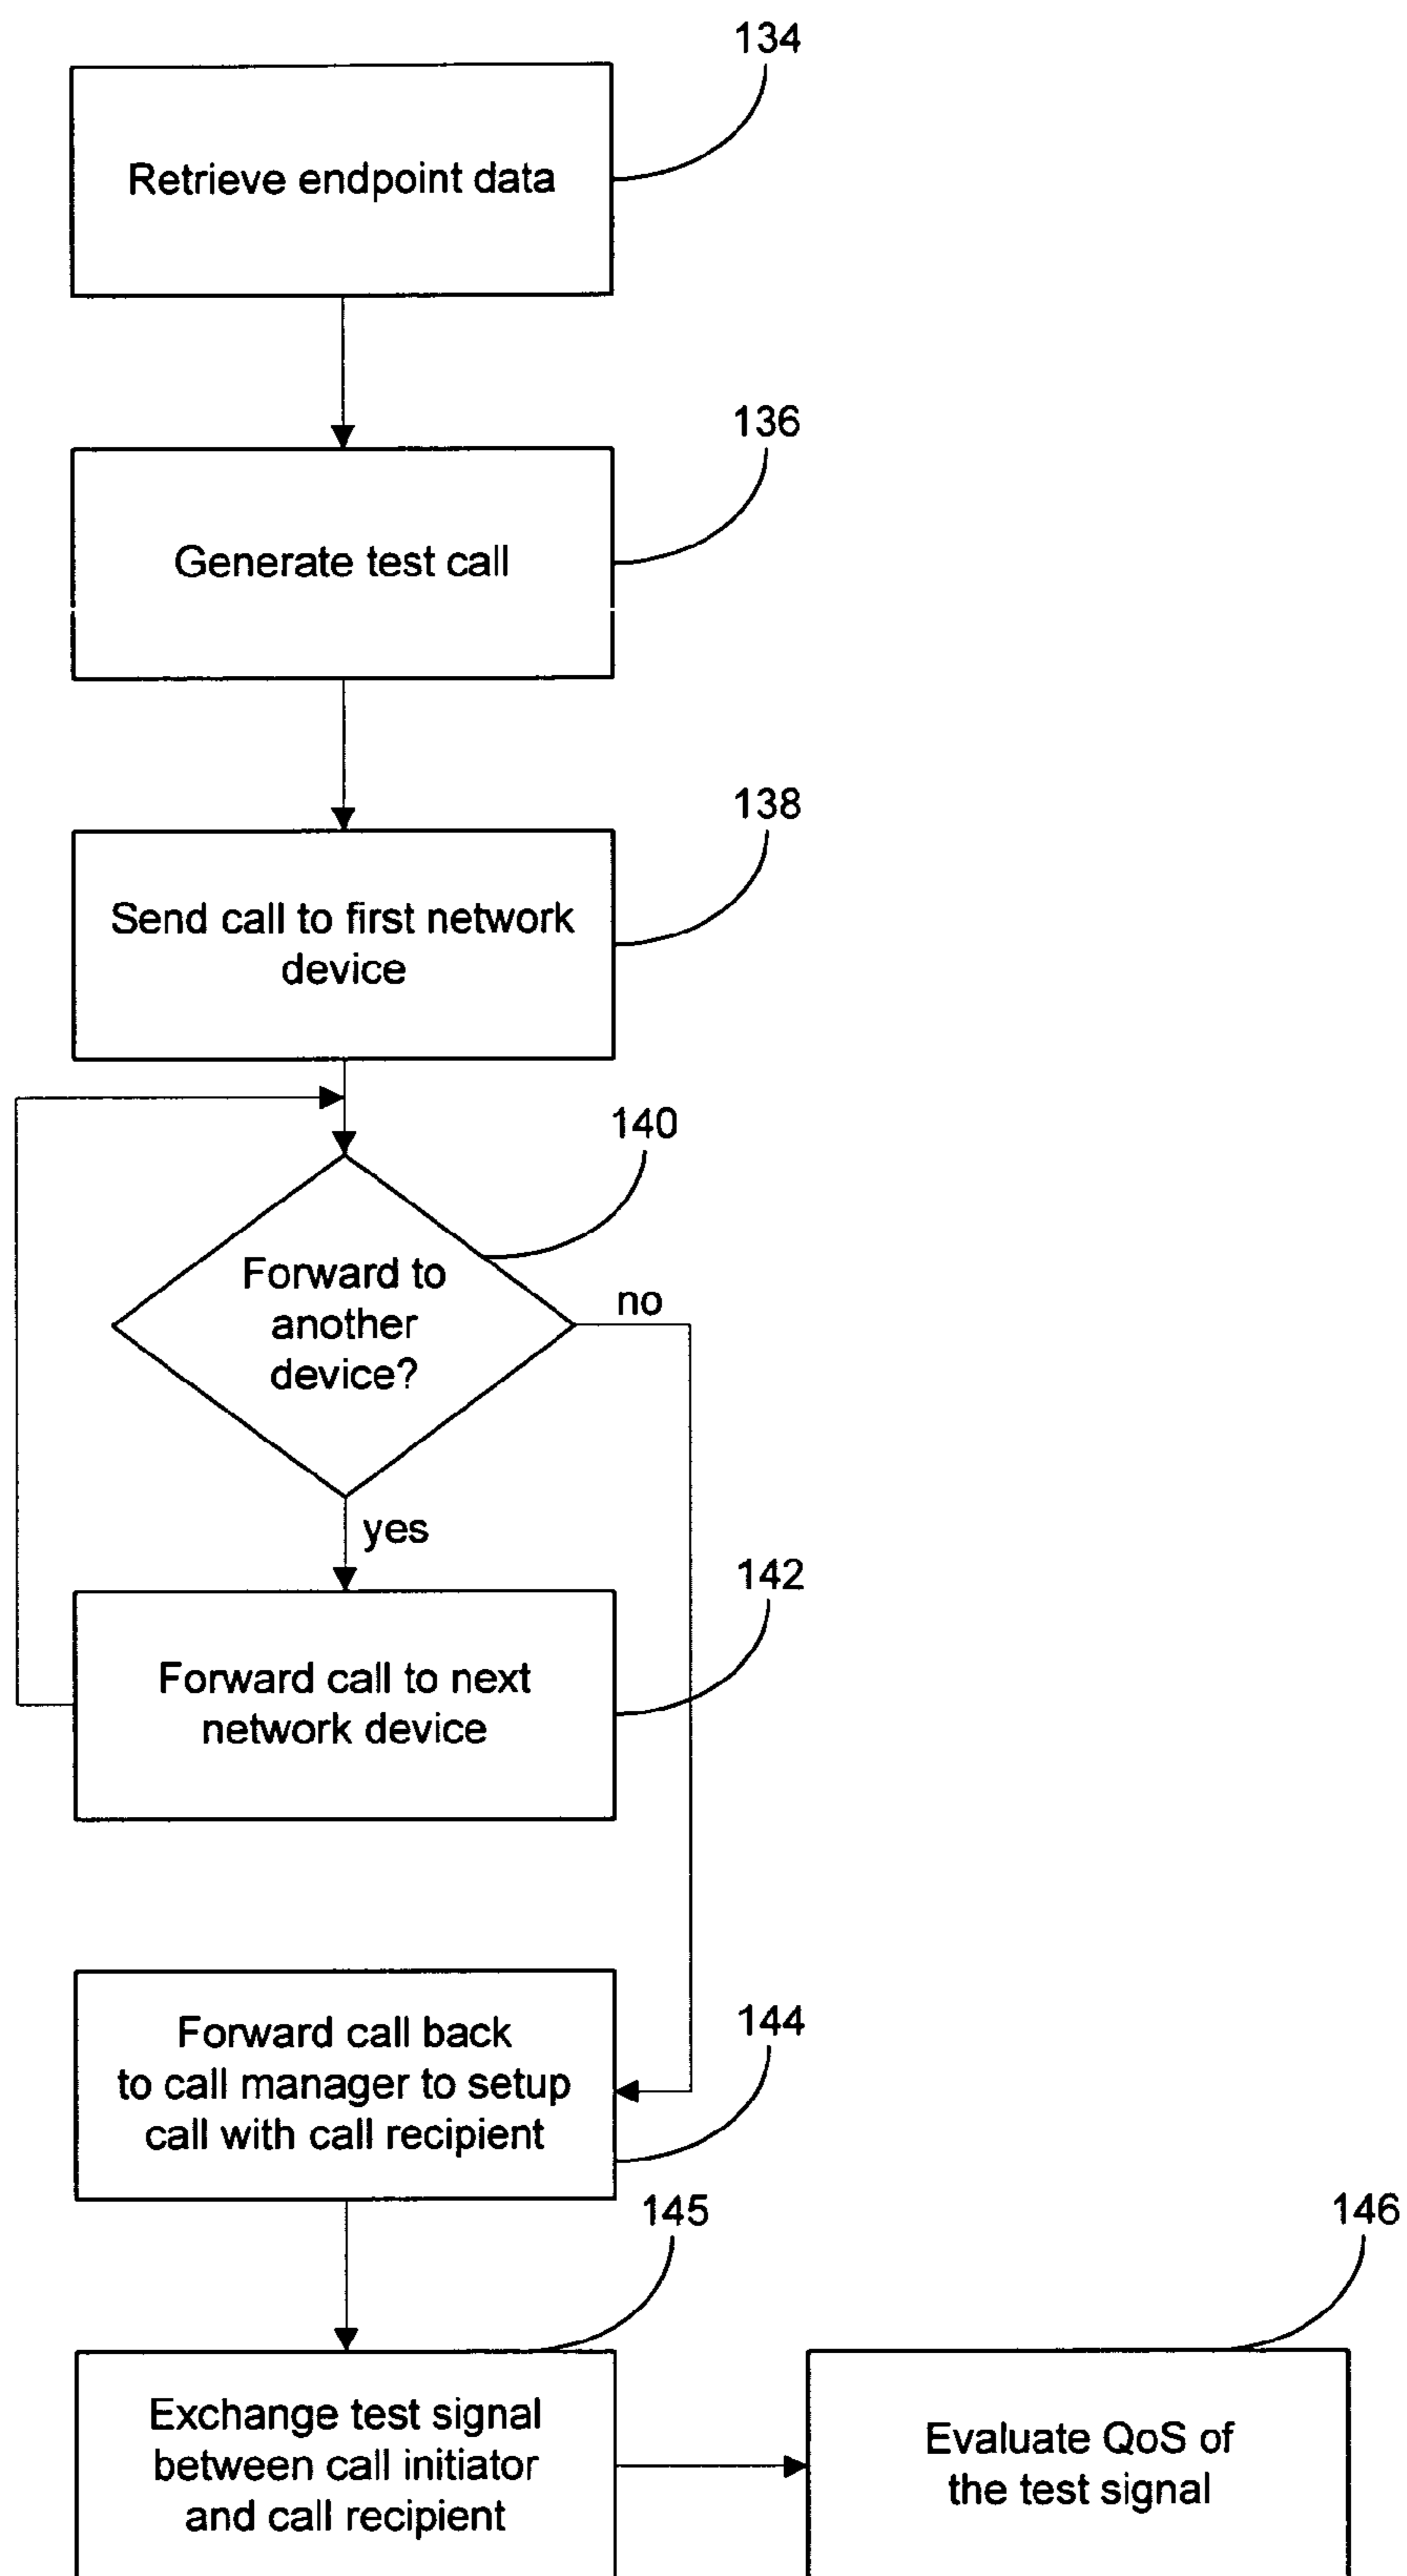 134
Retrieve endpoint data
136
Generate test call
138
Send call to first network
device
140
Forward to
another
device?
no
yes
142
Forward call to next
network device
144
Forward call back
to call manager to setup
call with call recipient
145
146
Exchange test signal
between call initiator
and call recipient
Evaluate QoS of
the test signal